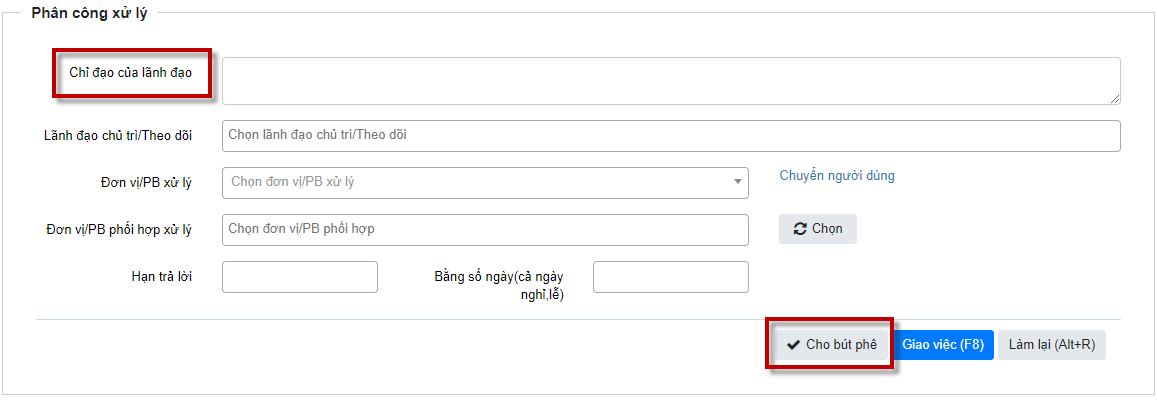 Phân công xử lý
Chỉ đạo của lãnh đạo
Lãnh đạo chủ trì/Theo dõi
Chọn lãnh đạo chủ trì/Theo dõi
Đơn vị/PB xử lý
Chọn đơn vị/PB xử lý
Chuyển người dùng
Đơn vị/PB phối hợp xử lý
Chọn đơn vị/PB phối hợp
Chọn
Hạn trả lời
Bằng số ngày(cả ngày
nghỉ,lễ)
Cho bút phê
Giao việc (F8)
Làm lại (Alt+R)